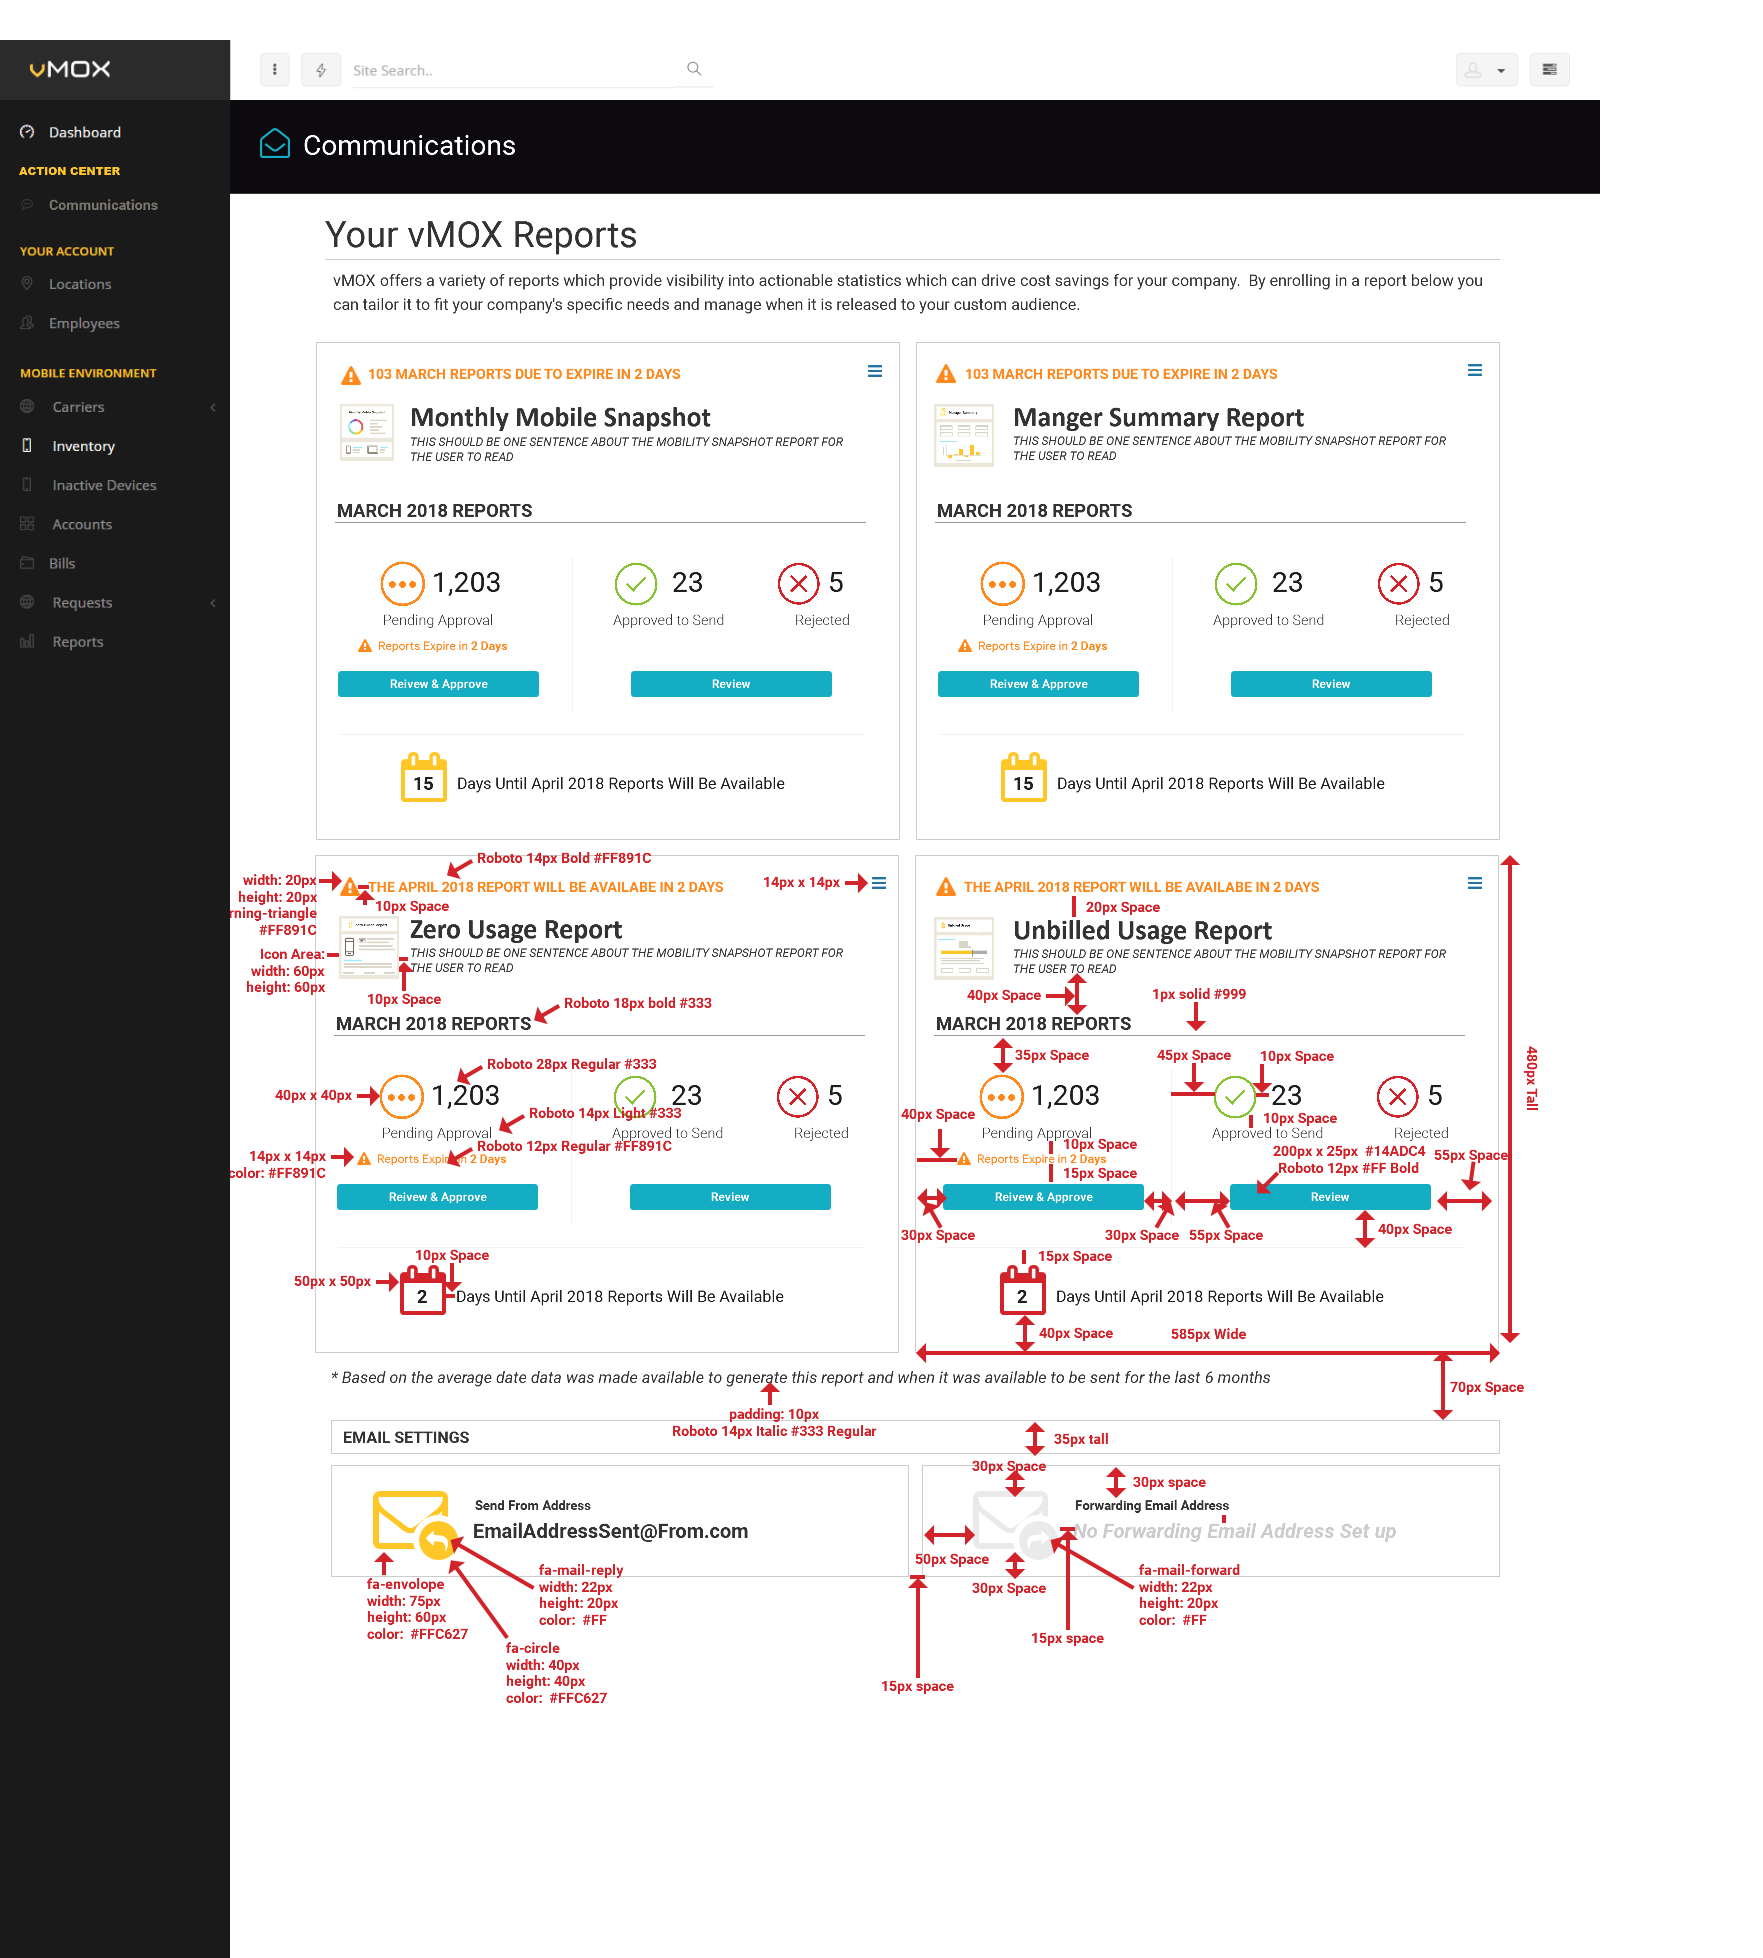 vMOX
Site Search..
Dashboard
ACTION CENTER
Communications
YOUR ACCOUNT
Locations
Employees
MOBILE ENVIRONMENT
Carriers
Inventory
Inactive Devices
Accounts
Bills
Requests
Reports
Communications
Your vMOX Reports
vMOX offers a variety of reports which provide visibility into actionable statistics which can drive cost savings for your company. By enrolling in a report below you
can tailor it to fit your company's specific needs and manage when it is released to your custom audience.
103 MARCH REPORTS DUE TO EXPIRE IN 2 DAYS
Monthly Mobile Snapshot
THIS SHOULD BE ONE SENTENCE ABOUT THE MOBILITY SNAPSHOT REPORT FOR
THE USER TO READ
MARCH 2018 REPORTS
1,203
23
5
Pending Approval
Approved to Send
Rejected
Reports Expire in 2 Days
Reivew & Approve
Review
15
Days Until April 2018 Reports Will Be Available
103 MARCH REPORTS DUE TO EXPIRE IN 2 DAYS
Manger Summary Report
THIS SHOULD BE ONE SENTENCE ABOUT THE MOBILITY SNAPSHOT REPORT FOR
THE USER TO READ
MARCH 2018 REPORTS
1,203
23
5
Pending Approval
Approved to Send
Rejected
Reports Expire in 2 Days
Reivew & Approve
Review
15
Days Until April 2018 Reports Will Be Available
Roboto 14px Bold #FF891C
width: 20px
height: 20px
rning-triangle
#FF891C
THE APRIL 2018 REPORT WILL BE AVAILABE IN 2 DAYS
14px x 14px
10px Space
Zero Usage Report
Icon Area:
width: 60px
height: 60px
THIS SHOULD BE ONE SENTENCE ABOUT THE MOBILITY SNAPSHOT REPORT FOR
THE USER TO READ
10px Space
Roboto 18px bold #333
MARCH 2018 REPORTS
Roboto 28px Regular #333
40px x 40px
1,203
23
5
Roboto 14px Light #333
Pending Approval
Approved to Send
Rejected
Roboto 12px Regular #FF891C
14px x 14px
color: #FF891C
Reports Expire in 2 Days
Reivew & Approve
Review
10px Space
50px x 50px
2
Days Until April 2018 Reports Will Be Available
THE APRIL 2018 REPORT WILL BE AVAILABE IN 2 DAYS
20px Space
Unbilled Usage Report
THIS SHOULD BE ONE SENTENCE ABOUT THE MOBILITY SNAPSHOT REPORT FOR
THE USER TO READ
40px Space
1px solid #999
MARCH 2018 REPORTS
480px Tall
35px Space
45px Space
10px Space
1,203
23
5
40px Space
10px Space
Pending Approval
Approved to Send
Rejected
10px Space
200px x 25px #14ADC4
Roboto 12px #FF Bold
55px Space
Reports Expire in 2 Days
15px Space
Reivew & Approve
Review
30px Space
30px Space
55px Space
40px Space
15px Space
2
Days Until April 2018 Reports Will Be Available
40px Space
585px Wide
* Based on the average date data was made available to generate this report and when it was available to be sent for the last 6 months
70px Space
padding: 10px
Roboto 14px Italic #333 Regular
EMAIL SETTINGS
35px tall
30px Space
30px space
Send From Address
EmailAddressSent@From.com
Forwarding Email Address
No Forwarding Email Address Set up
50px Space
30px Space
fa-envolope
width: 75px
height: 60px
color: #FFC627
fa-mail-reply
width: 22px
height: 20px
color: #FF
fa-circle
width: 40px
height: 40px
color: #FFC627
fa-mail-forward
width: 22px
height: 20px
color: #FF
15px space
15px space